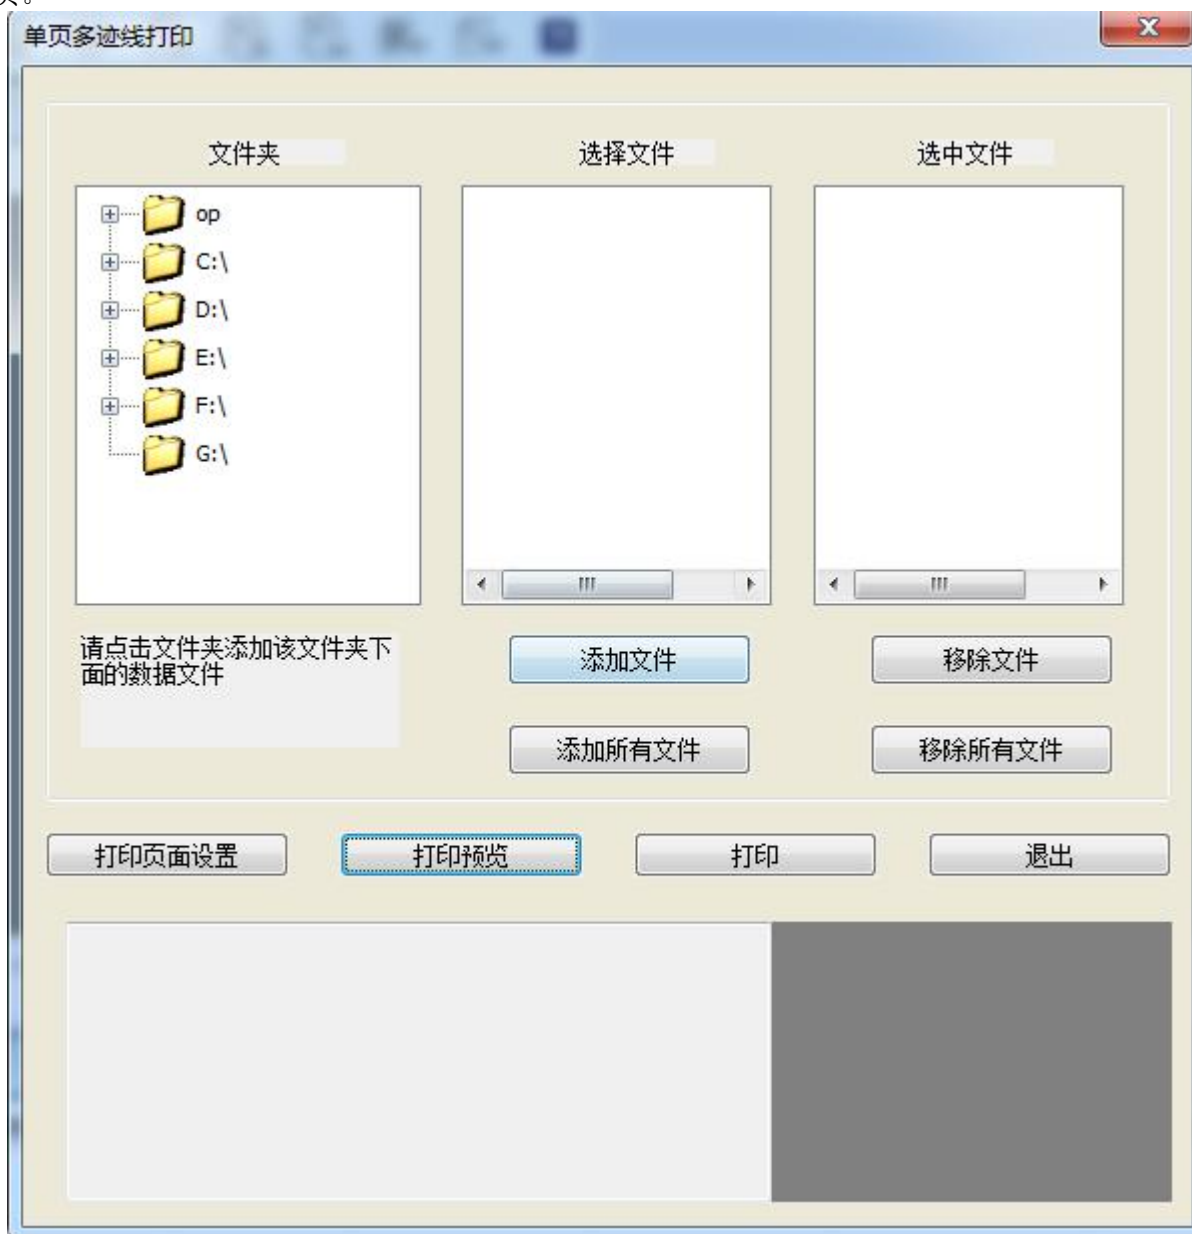 单页多迹线打印
文件夹
选择文件
选中文件
op
C:\
D:\
E:\
F:\
G:\
请点击文件夹添加该文件夹下
面的数据文件
添加文件
移除文件
添加所有文件
移除所有文件
打印页面设置
打印预览
打印
退出